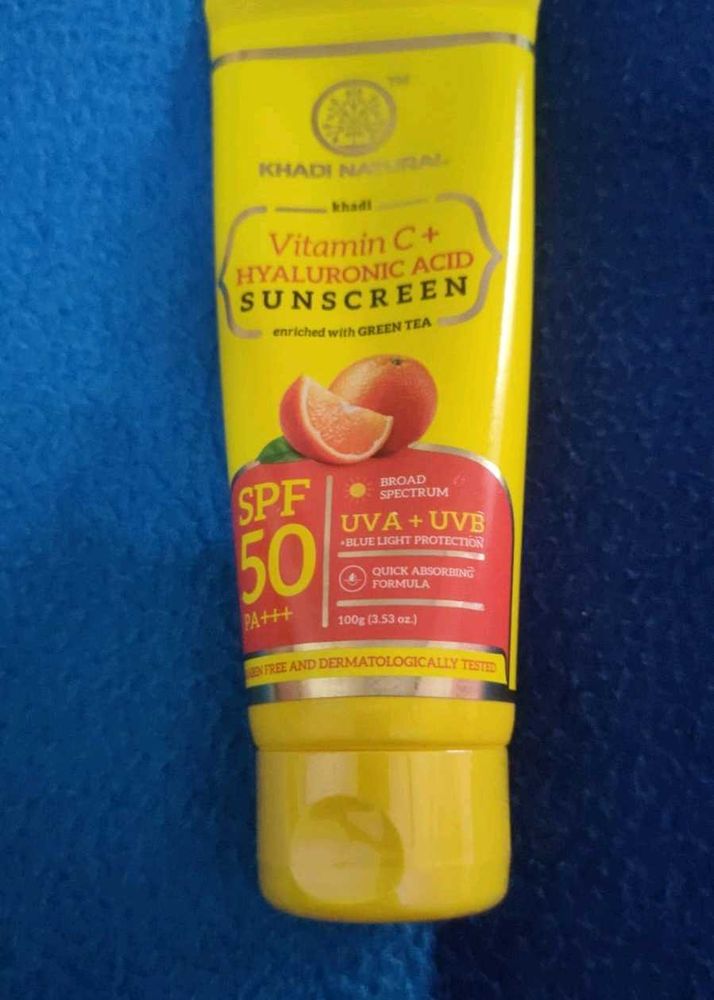 TM
KHADI NATURAL
khadi
Vitamin C +
HYALURONIC ACID
SUNSCREEN
enriched with GREEN TEA
SPF
50
PA+++
BROAD
SPECTRUM
UVA + UVB
+BLUE LIGHT PROTECTION
QUICK ABSORBING
FORMULA
100g (3.53 oz.)
FREE AND DERMATOLOGICALLY TESTED